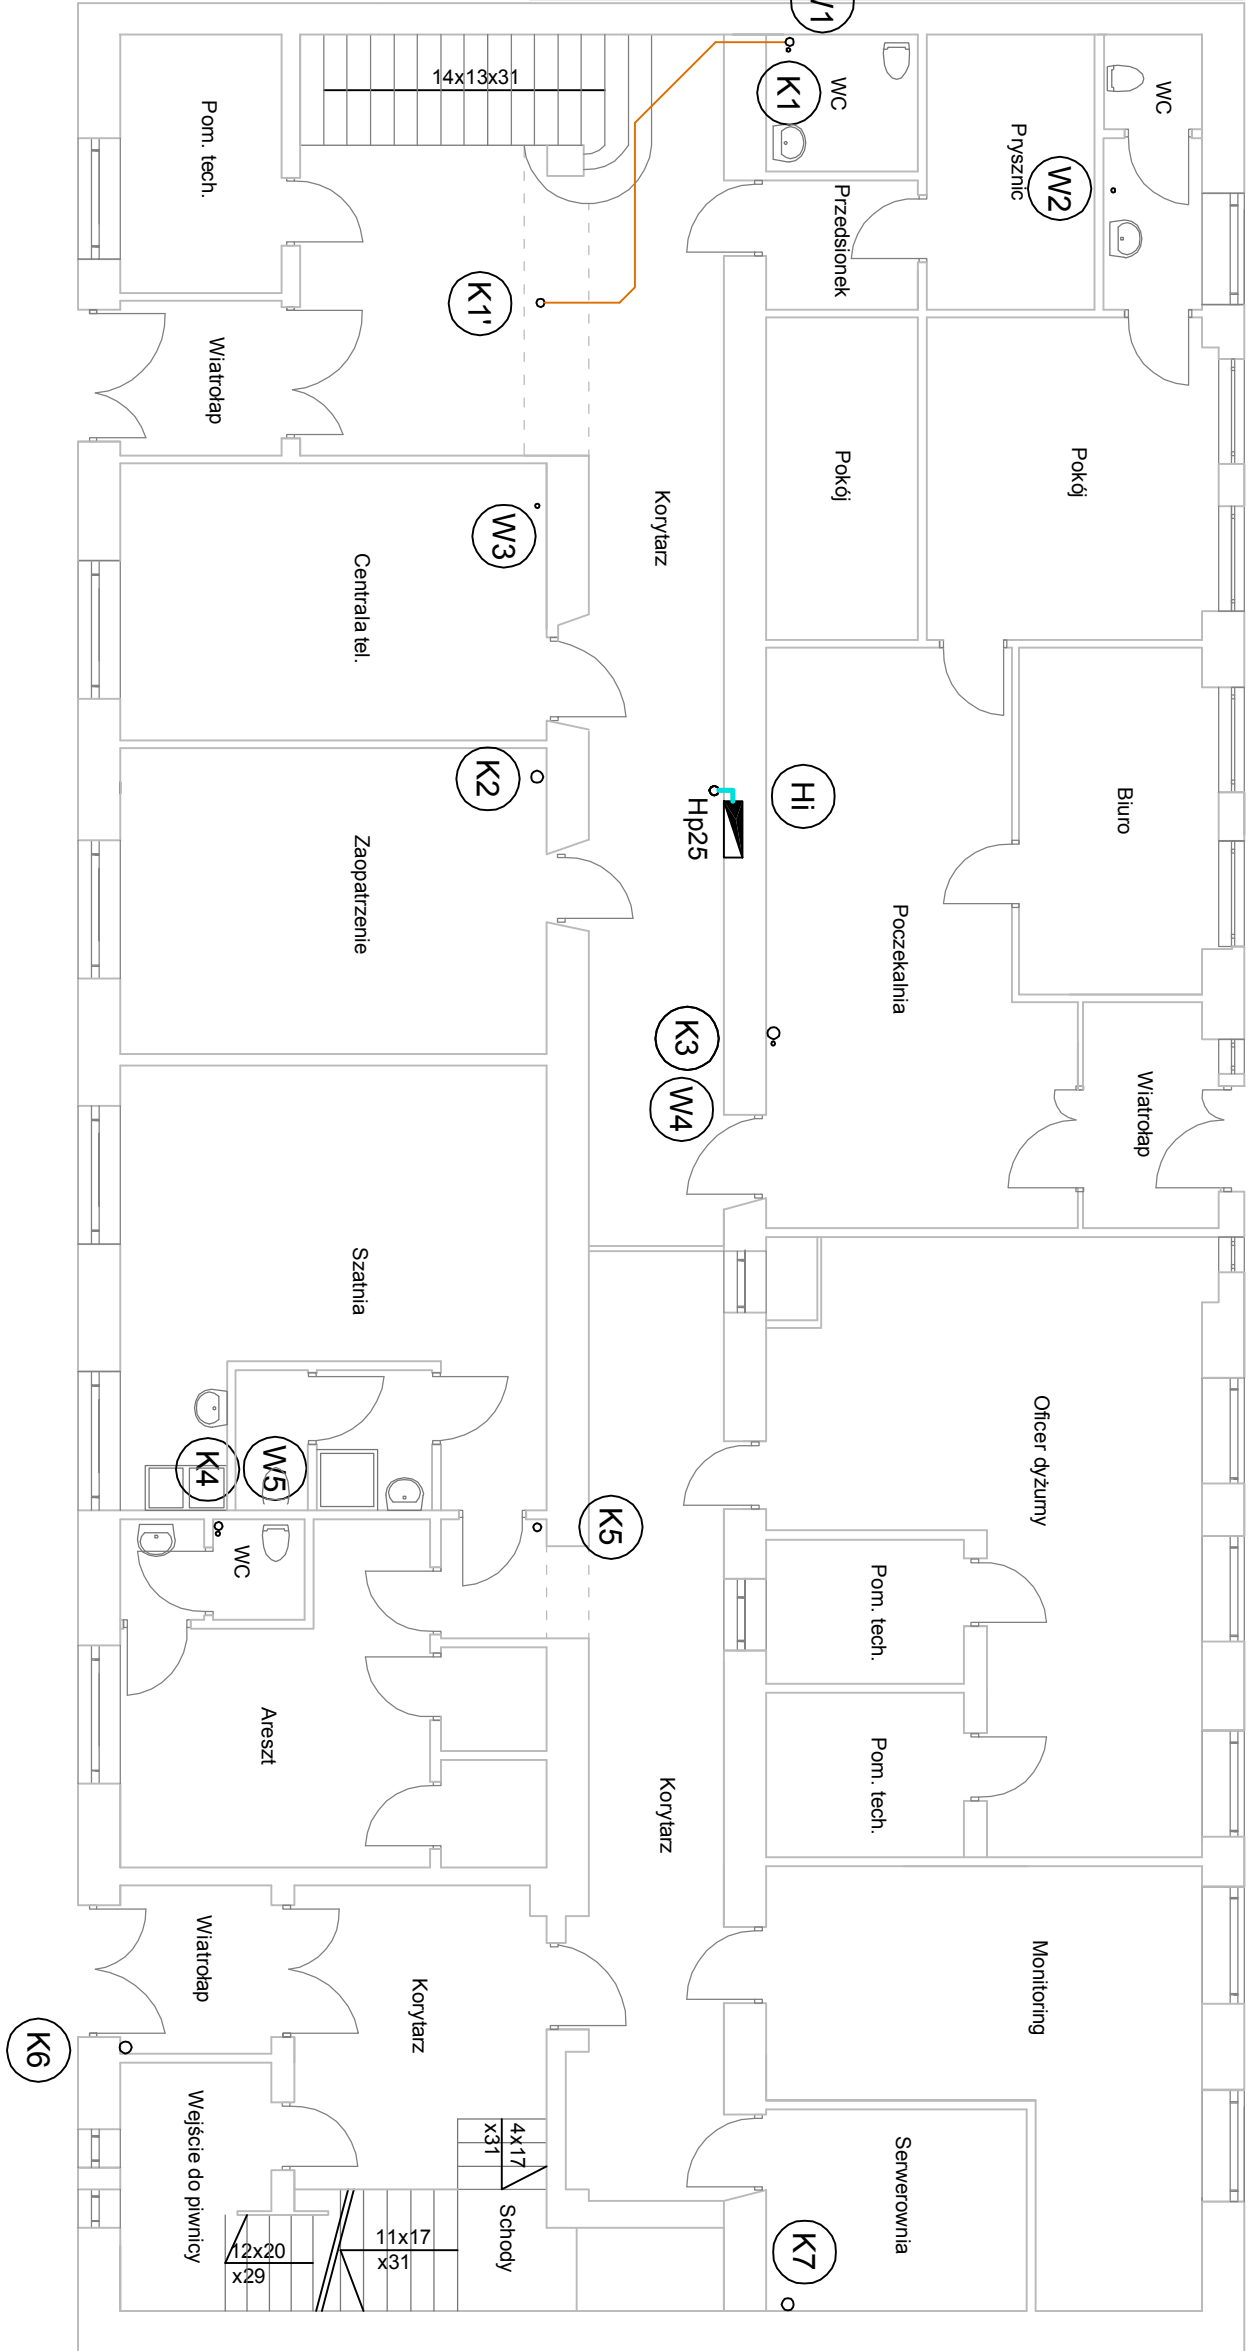 W1
14x13x31
K1
WC
WC
Pom. tech.
Prysznic
W2
Przedsionek
K1'
Wiatrołap
Pokój
Pokój
Korytarz
W3
Centrala tel.
K2
Hi
Hp25
Biuro
Zaopatrzenie
Poczekalnia
K3
W4
Wiatrołap
Szatnia
Oficer dyżurny
K4
W5
K5
WC
Pom. tech.
Areszt
Pom. tech.
Korytarz
Wiatrołap
Korytarz
Monitoring
K6
4x17
x31
Wejście do piwnicy
Serwerownia
Schody
11x17
x31
12x20
x29
K7